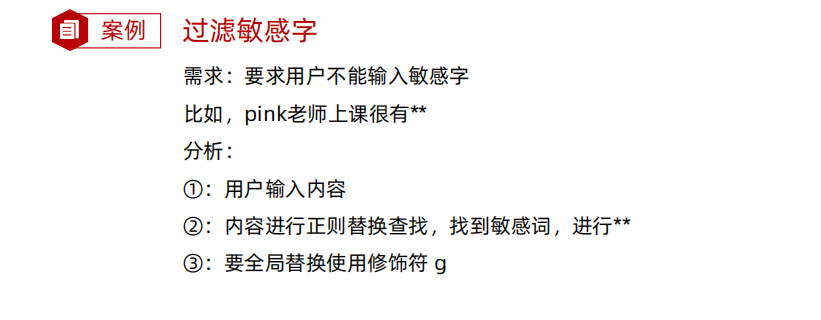 案例 过滤敏感字
需求：要求用户不能输入敏感字
比如，pink老师上课很有**
分析：
①：用户输入内容
②：内容进行正则替换查找，找到敏感词，进行**
③：要全局替换使用修饰符 g